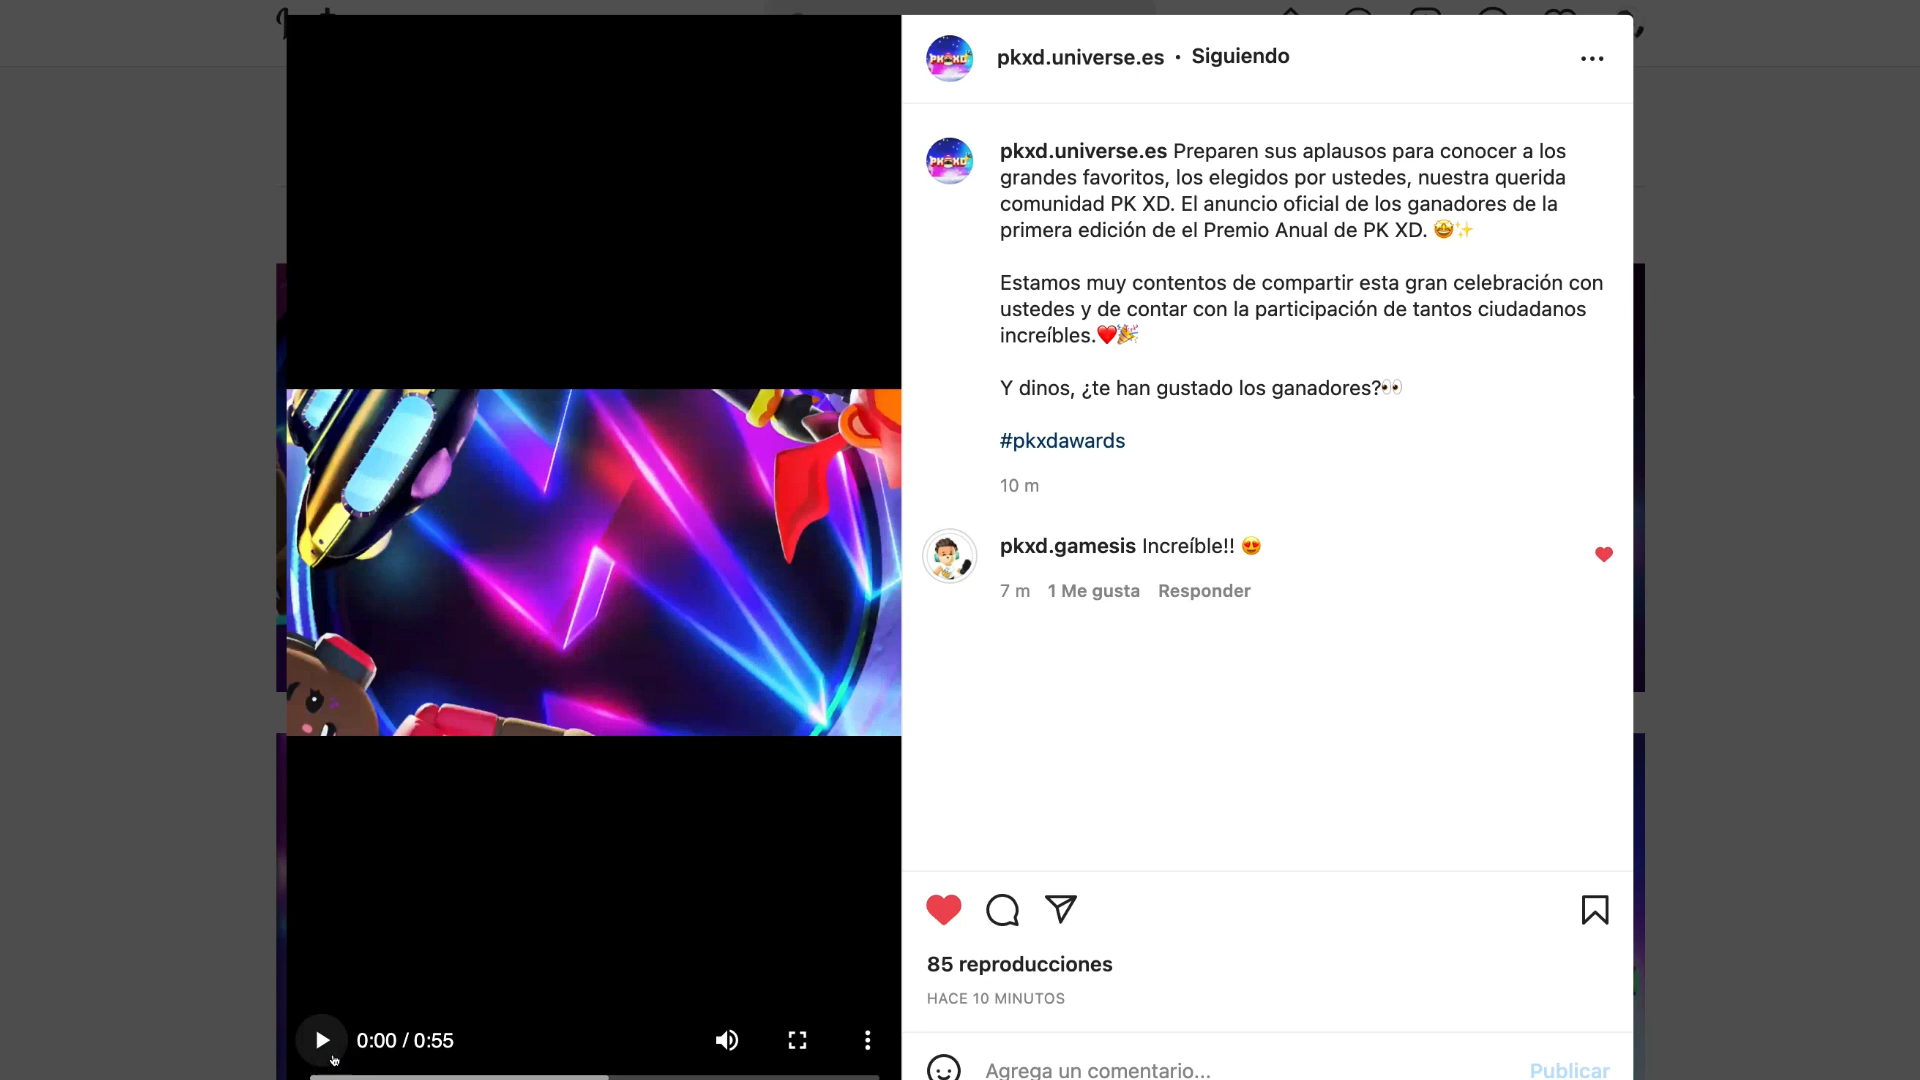 pkxd.universe.es • Siguiendo
pkxd.universe.es Preparen sus aplausos para conocer a los
grandes favoritos, los elegidos por ustedes, nuestra querida
comunidad PK XD. El anuncio oficial de los ganadores de la
primera edición de el Premio Anual de PK XD. 🤩✨
Estamos muy contentos de compartir esta gran celebración con
ustedes y de contar con la participación de tantos ciudadanos
increíbles.❤️🎉
Y dinos, ¿te han gustado los ganadores?👀
#pkxdawards
10 m
pkxd.gamesis Increíble!! 😍
7 m 1 Me gusta Responder
85 reproducciones
HACE 10 MINUTOS
0:00 / 0:55
Agrega un comentario... Publicar